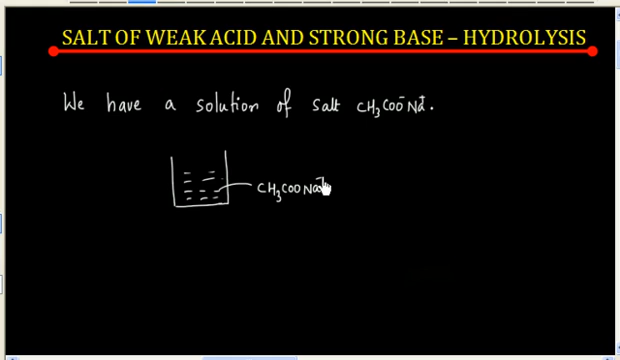 SALT OF WEAK ACID AND STRONG BASE – HYDROLYSIS
We have a solution of salt CH₃COO⁻Na⁺.
CH₃COONa